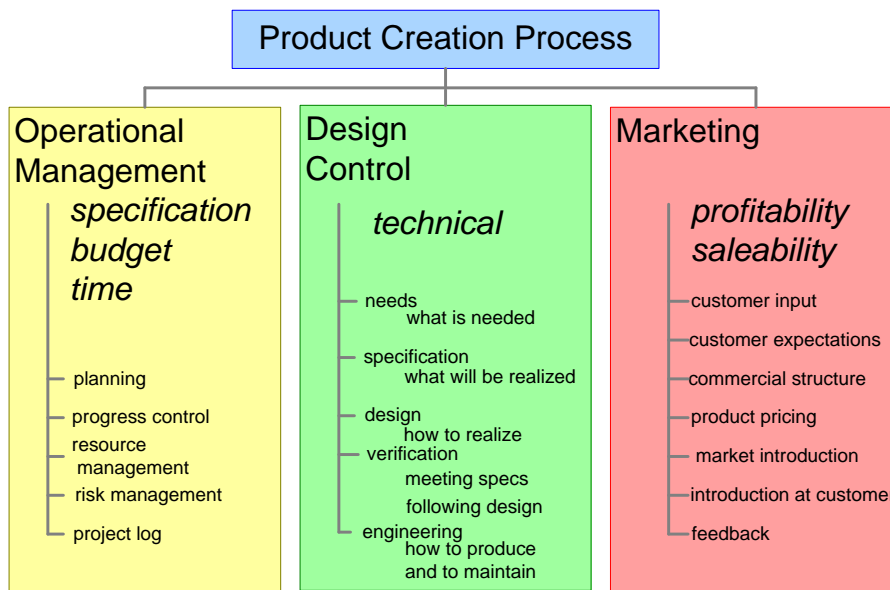 Product Creation Process
Operational
Management
specification
budget
time
planning
progress control
resource
management
risk management
project log
Design
Control
technical
needs
what is needed
specification
what will be realized
design
how to realize
verification
meeting specs
following design
engineering
how to produce
and to maintain
Marketing
profitability
saleability
customer input
customer expectations
commercial structure
product pricing
market introduction
introduction at custome
feedback